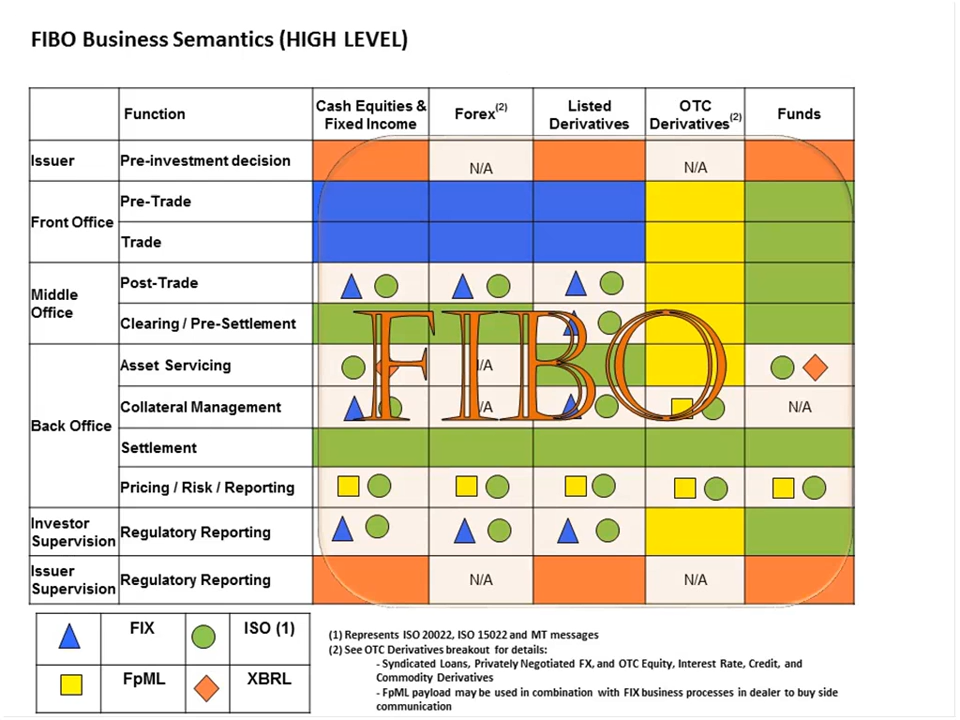 FIBO Business Semantics (HIGH LEVEL)
Function
Cash Equities &
Fixed Income
Forex(2)
Listed
Derivatives
OTC
Derivatives(2)
Funds
Issuer
Pre-investment decision
N/A
N/A
Front Office
Pre-Trade
Trade
Middle
Office
Post-Trade
Clearing / Pre-Settlement
FIBO
Back Office
Asset Servicing
N/A
Collateral Management
N/A
N/A
Settlement
Pricing / Risk / Reporting
Investor
Supervision
Regulatory Reporting
Issuer
Supervision
Regulatory Reporting
N/A
N/A
FIX
ISO (1)
FpML
XBRL
(1) Represents ISO 20022, ISO 15022 and MT messages
(2) See OTC Derivatives breakout for details:
- Syndicated Loans, Privately Negotiated FX, and OTC Equity, Interest Rate, Credit, and
Commodity Derivatives
- FpML payload may be used in combination with FIX business processes in dealer to buy side
communication